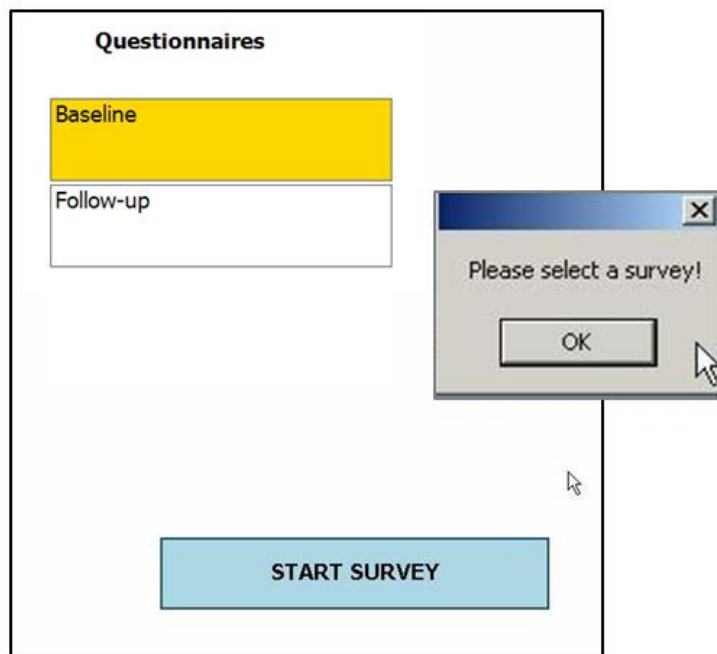 Questionnaires
Baseline
Follow-up
Please select a survey!
OK
START SURVEY